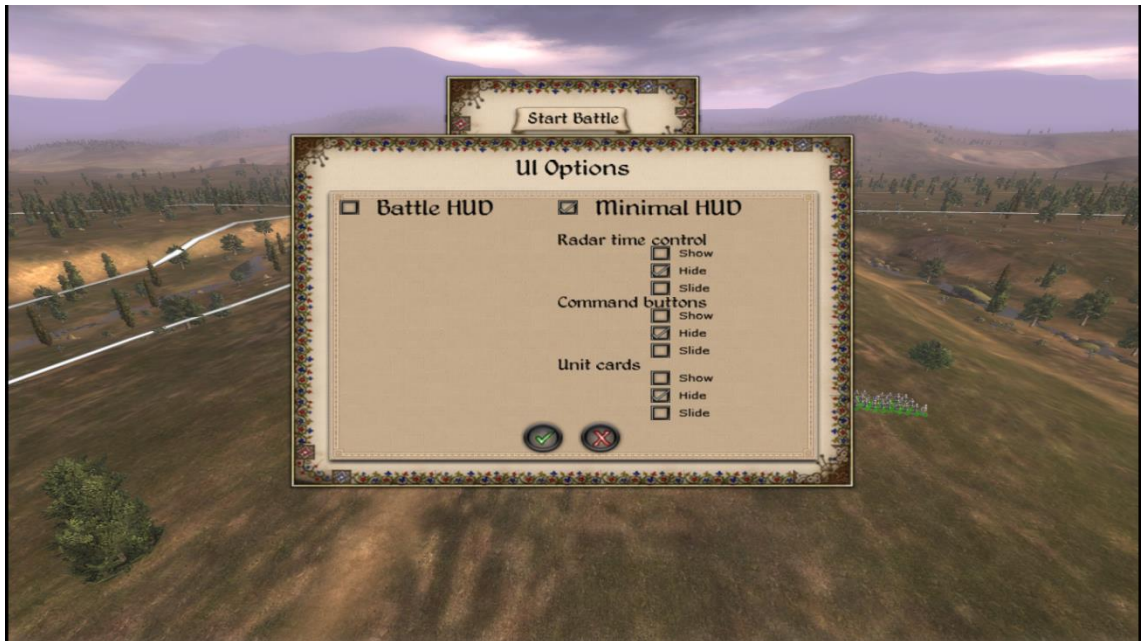 Start Battle
UI Options
Battle HUD
Minimal HUD
Radar time control
Show
Hide
Slide
Command buttons
Show
Hide
Slide
Unit cards
Show
Hide
Slide